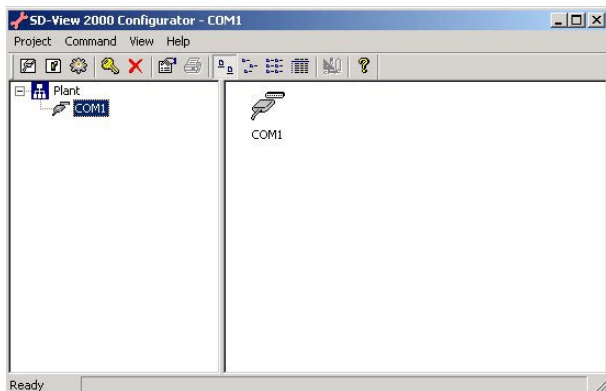 SD-View 2000 Configurator - COM1
Project Command View Help
Plant
COM1
COM1
Ready